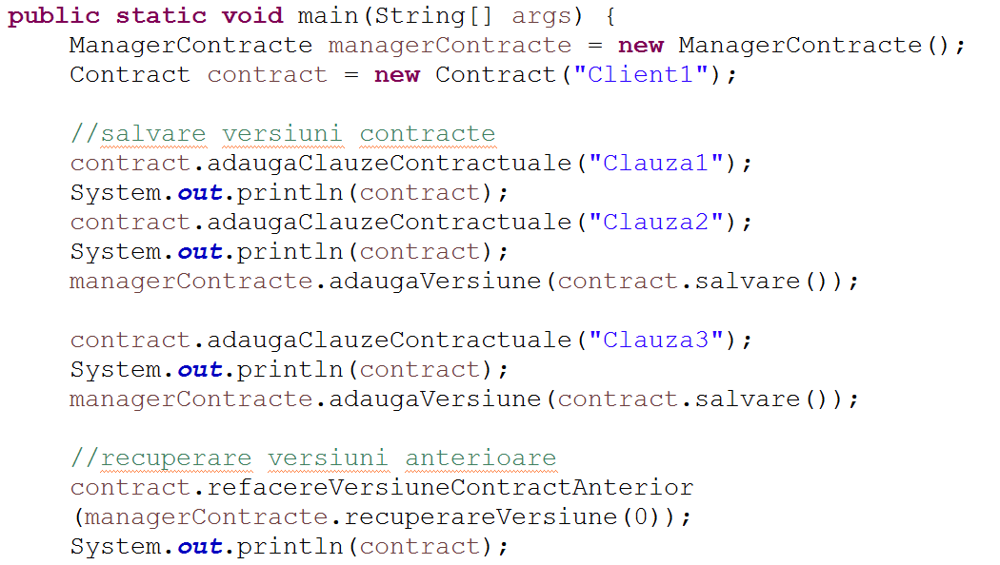 public static void main(String[] args) {
ManagerContracte managerContracte = new ManagerContracte();
Contract contract = new Contract("Client1");
//salvare versiuni contracte
contract.adaugaClauzeContractuale("Clauza1");
System.out.println(contract);
contract.adaugaClauzeContractuale("Clauza2");
System.out.println(contract);
managerContracte.adaugaVersiune(contract.salvare());
contract.adaugaClauzeContractuale("Clauza3");
System.out.println(contract);
managerContracte.adaugaVersiune(contract.salvare());
//recuperare versiuni anterioare
contract.refacereVersiuneContractAnterior
(managerContracte.recuperareVersiune(0));
System.out.println(contract);